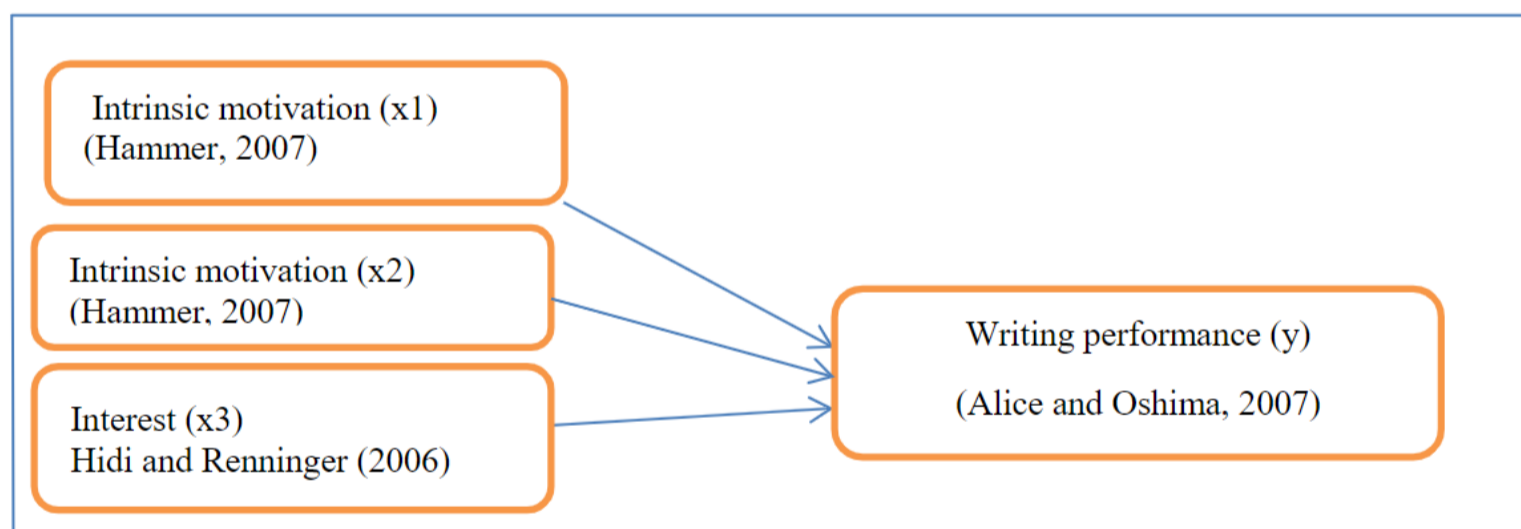 Intrinsic motivation (x1)
(Hammer, 2007)
Intrinsic motivation (x2)
(Hammer, 2007)
Interest (x3)
Hidi and Renninger (2006)
Writing performance (y)
(Alice and Oshima, 2007)